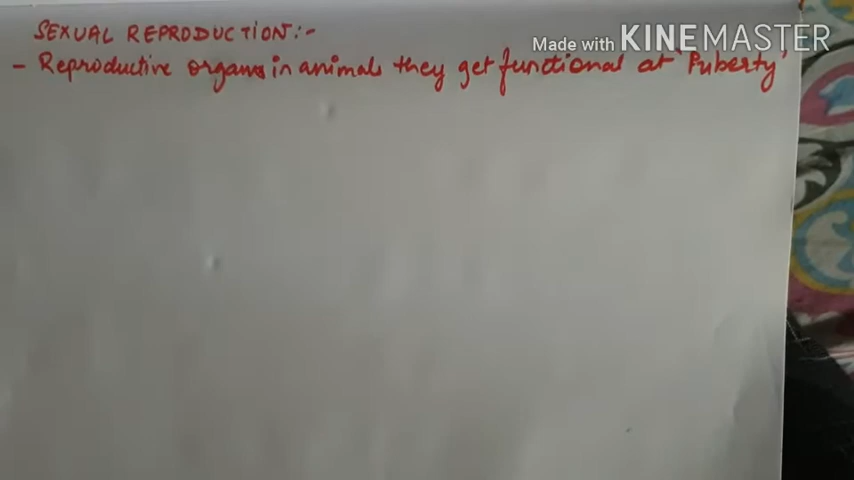 SEXUAL REPRODUCTION:-
Made with KINEMASTER
- Reproductive organs in animals they get functional at 'Puberty'